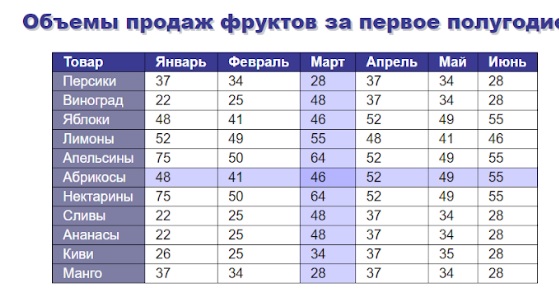 Объемы продаж фруктов за первое полугодие
Товар Январь Февраль Март Апрель Май Июнь
Персики 37 34 28 37 34 28
Виноград 22 25 48 37 34 28
Яблоки 48 41 46 52 49 55
Лимоны 52 49 55 48 41 46
Апельсины 75 50 64 52 49 55
Абрикосы 48 41 46 52 49 55
Нектарины 75 50 64 52 49 55
Сливы 22 25 48 37 34 28
Ананасы 22 25 48 37 34 28
Киви 26 25 34 37 35 28
Манго 37 34 28 37 34 28